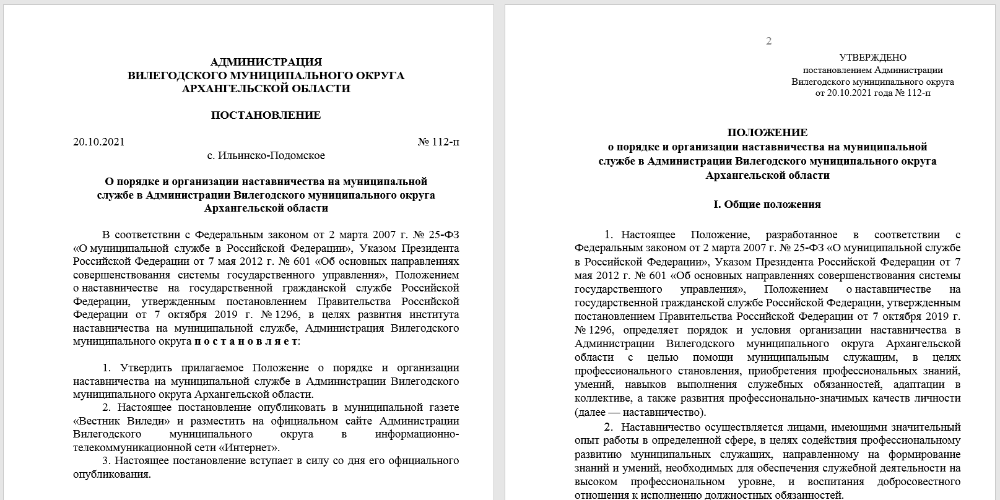 АДМИНИСТРАЦИЯ
ВИЛЕГОДСКОГО МУНИЦИПАЛЬНОГО ОКРУГА
АРХАНГЕЛЬСКОЙ ОБЛАСТИ
ПОСТАНОВЛЕНИЕ
20.10.2021 № 112-п
с. Ильинско-Подомское
О порядке и организации наставничества на муниципальной
службе в Администрации Вилегодского муниципального округа
Архангельской области
В соответствии с Федеральным законом от 2 марта 2007 г. № 25-ФЗ
«О муниципальной службе в Российской Федерации», Указом Президента
Российской Федерации от 7 мая 2012 г. № 601 «Об основных направлениях
совершенствования системы государственного управления», Положением
о наставничестве на государственной гражданской службе Российской
Федерации, утвержденным постановлением Правительства Российской
Федерации от 7 октября 2019 г. № 1296, в целях развития института
наставничества на муниципальной службе, Администрация Вилегодского
муниципального округа п о с т а н о в л я е т:
1. Утвердить прилагаемое Положение о порядке и организации
наставничества на муниципальной службе в Администрации Вилегодского
муниципального округа Архангельской области.
2. Настоящее постановление опубликовать в муниципальной газете
«Вестник Виледи» и разместить на официальном сайте Администрации
Вилегодского муниципального округа в информационно-
телекоммуникационной сети «Интернет».
3. Настоящее постановление вступает в силу со дня его официального
опубликования.
2
УТВЕРЖДЕНО
постановлением Администрации
Вилегодского муниципального округа
от 20.10.2021 года № 112-п
ПОЛОЖЕНИЕ
о порядке и организации наставничества на муниципальной
службе в Администрации Вилегодского муниципального округа
Архангельской области
I. Общие положения
1. Настоящее Положение, разработанное в соответствии с
Федеральным законом от 2 марта 2007 г. № 25-ФЗ «О муниципальной службе
в Российской Федерации», Указом Президента Российской Федерации от 7
мая 2012 г. № 601 «Об основных направлениях совершенствования системы
государственного управления», Положением о наставничестве на
государственной гражданской службе Российской Федерации, утвержденным
постановлением Правительства Российской Федерации от 7 октября 2019 г.
№ 1296, определяет порядок и условия организации наставничества в
Администрации Вилегодского муниципального округа Архангельской
области с целью помощи муниципальным служащим, в целях
профессионального становления, приобретения профессиональных знаний,
умений, навыков выполнения служебных обязанностей, адаптации в
коллективе, а также развития профессионально-значимых качеств личности
(далее — наставничество).
2. Наставничество осуществляется лицами, имеющими значительный
опыт работы в определенной сфере, в целях содействия профессиональному
развитию муниципальных служащих, направленному на формирование
знаний и умений, необходимых для обеспечения служебной деятельности на
высоком профессиональном уровне, и воспитания добросовестного
отношения к исполнению должностных обязанностей.